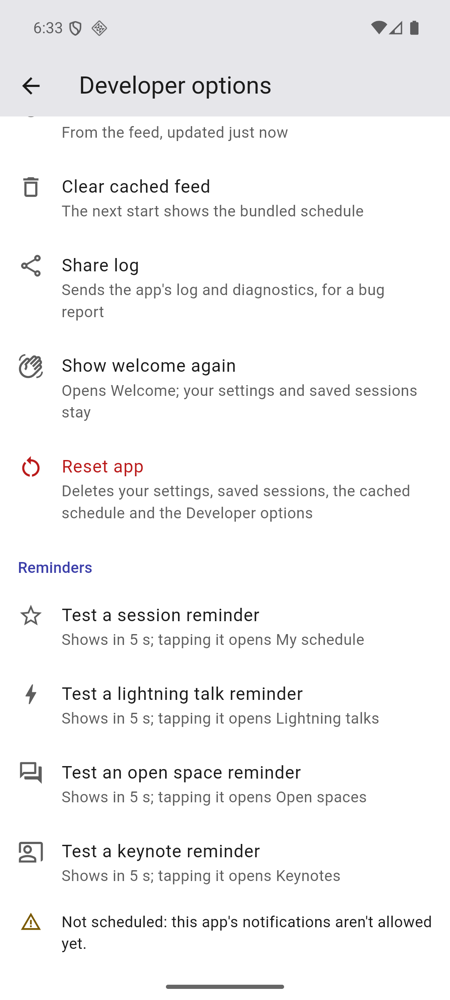 6:33
Developer options
From the feed, updated just now
Clear cached feed
The next start shows the bundled schedule
Share log
Sends the app's log and diagnostics, for a bug
report
Show welcome again
Opens Welcome; your settings and saved sessions
stay
Reset app
Deletes your settings, saved sessions, the cached
schedule and the Developer options
Reminders
Test a session reminder
Shows in 5 s; tapping it opens My schedule
Test a lightning talk reminder
Shows in 5 s; tapping it opens Lightning talks
Test an open space reminder
Shows in 5 s; tapping it opens Open spaces
Test a keynote reminder
Shows in 5 s; tapping it opens Keynotes
Not scheduled: this app's notifications aren't allowed
yet.